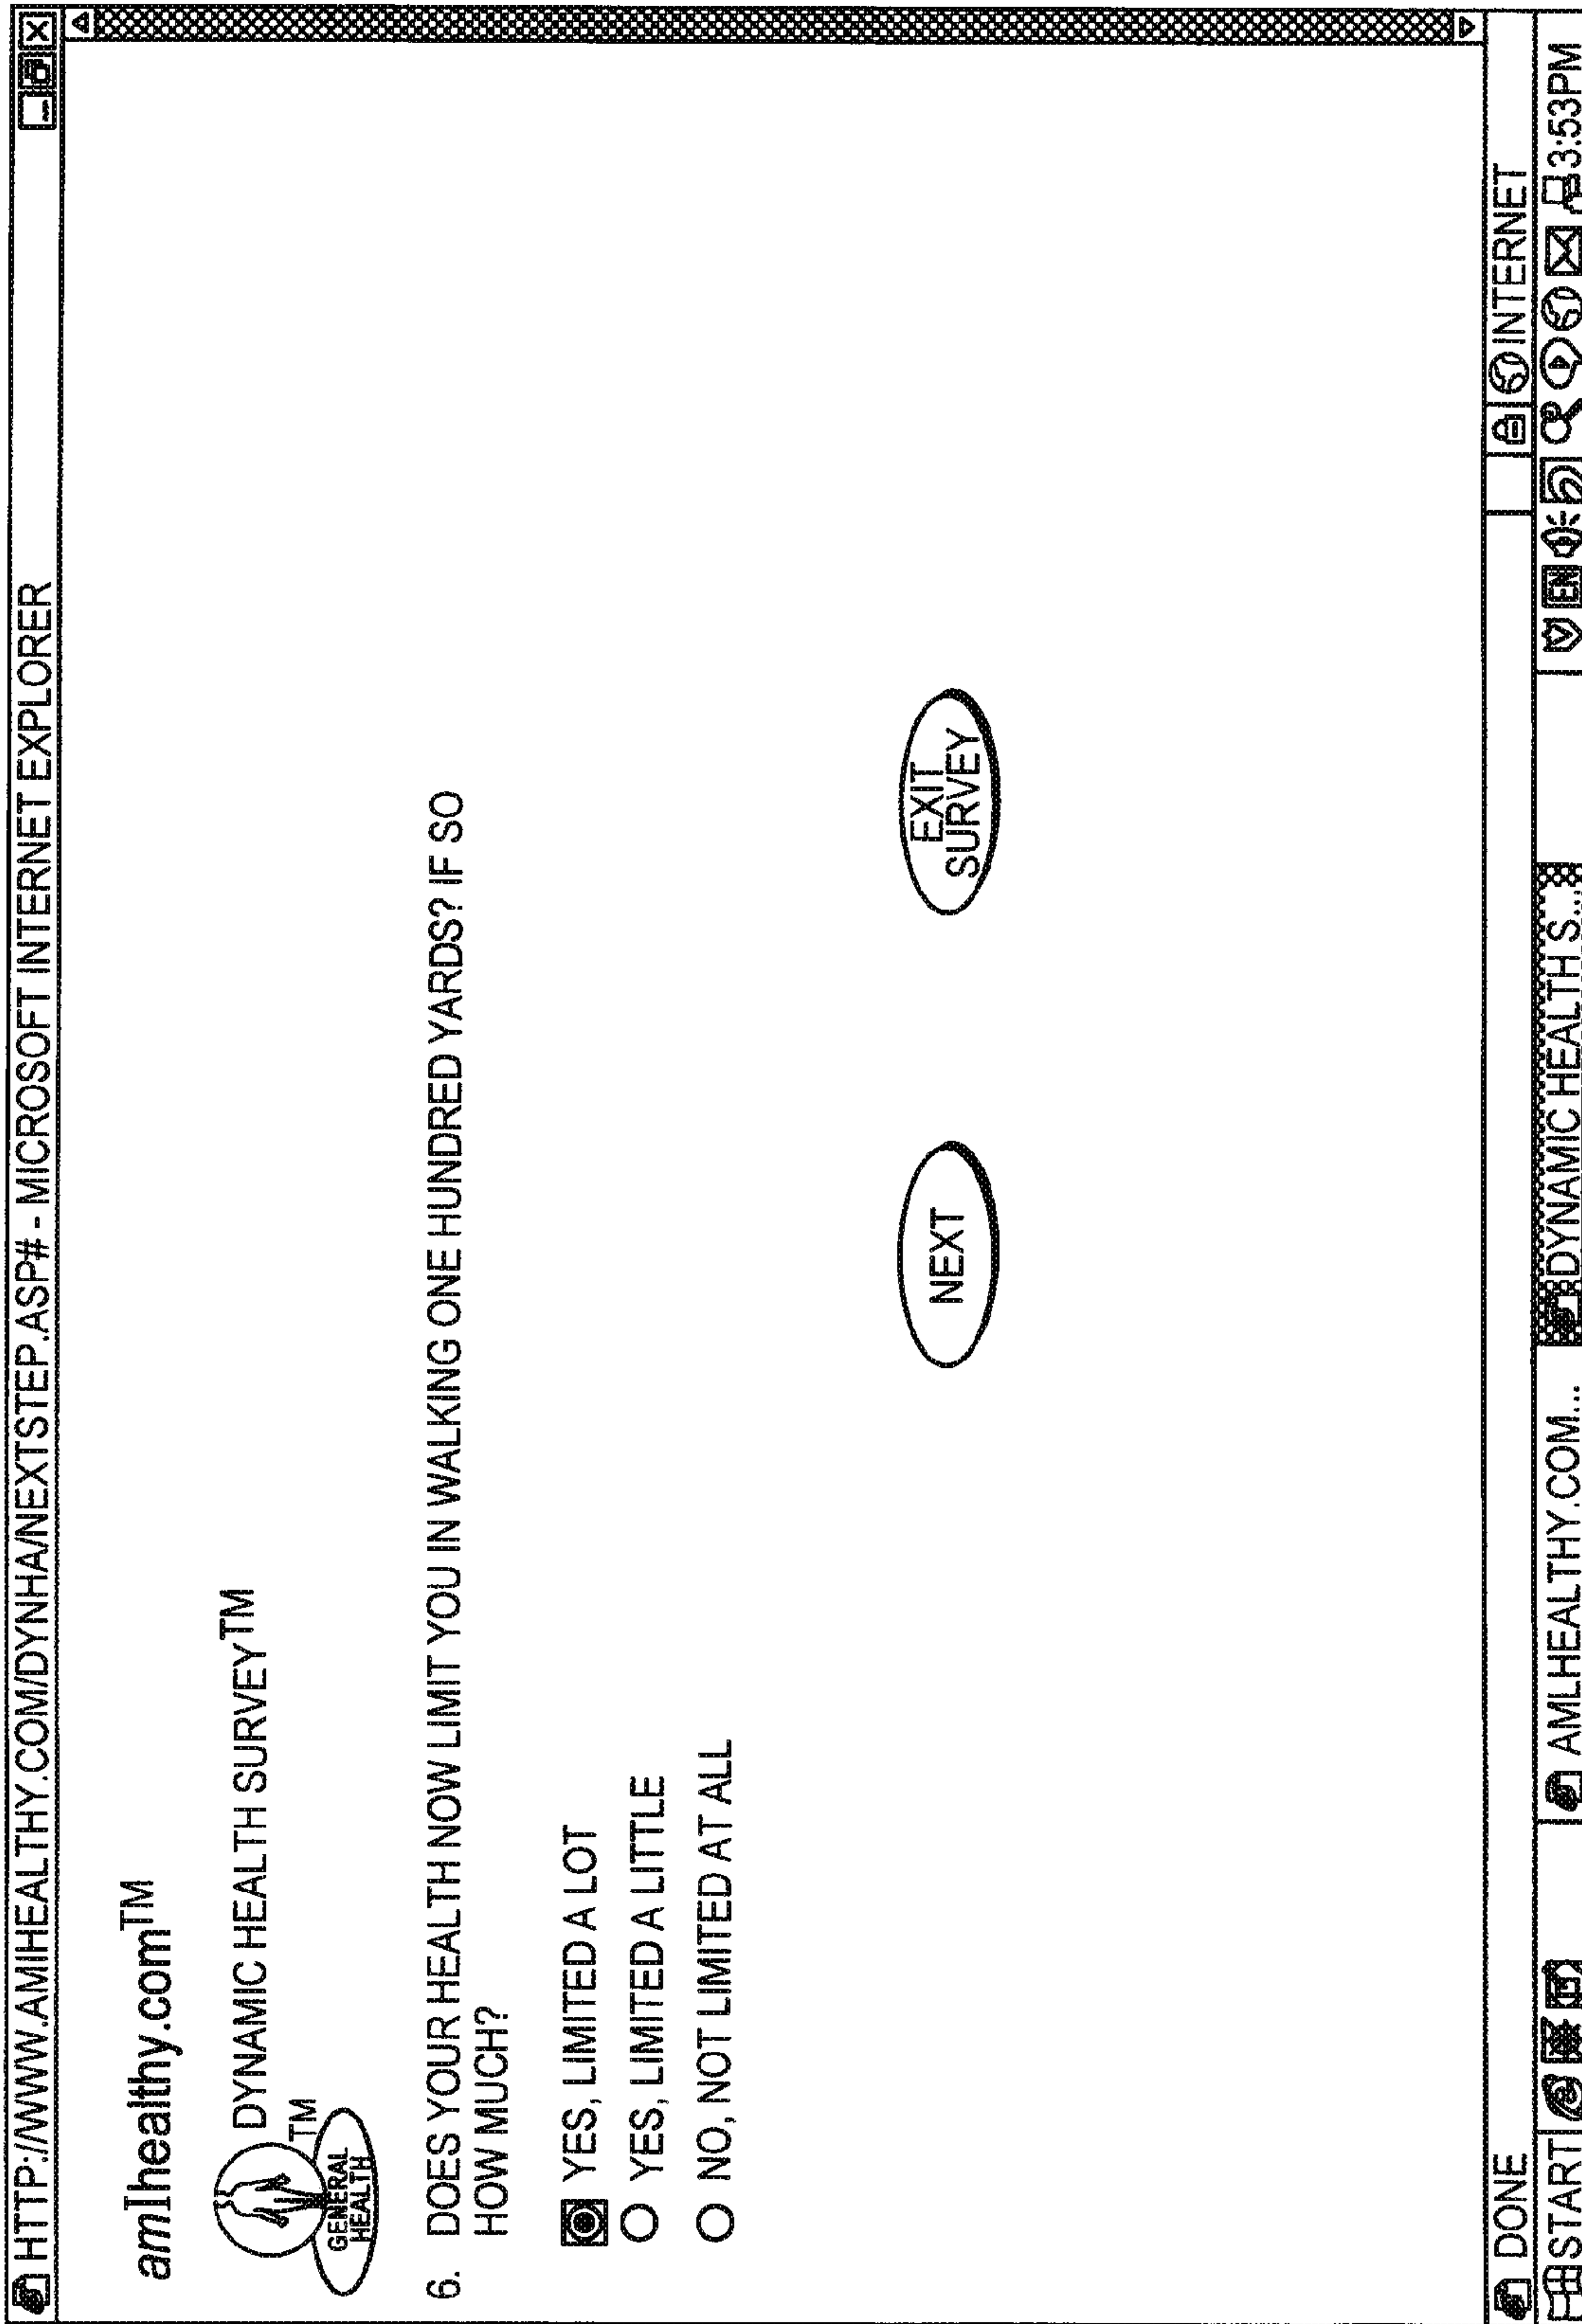 HTTP://WWW.AMIHEALTHY.COM/DYNHA/NEXTSTEP.ASP# - MICROSOFT INTERNET EXPLORER
amIhealthy.com™
DYNAMIC HEALTH SURVEY™
™
GENERAL
HEALTH
6. DOES YOUR HEALTH NOW LIMIT YOU IN WALKING ONE HUNDRED YARDS? IF SO
HOW MUCH?
YES, LIMITED A LOT
YES, LIMITED A LITTLE
NO, NOT LIMITED AT ALL
NEXT
EXIT
SURVEY
DONE
INTERNET
START
AMLHEALTHY.COM...
DYNAMIC HEALTH S...
EN
3:53PM